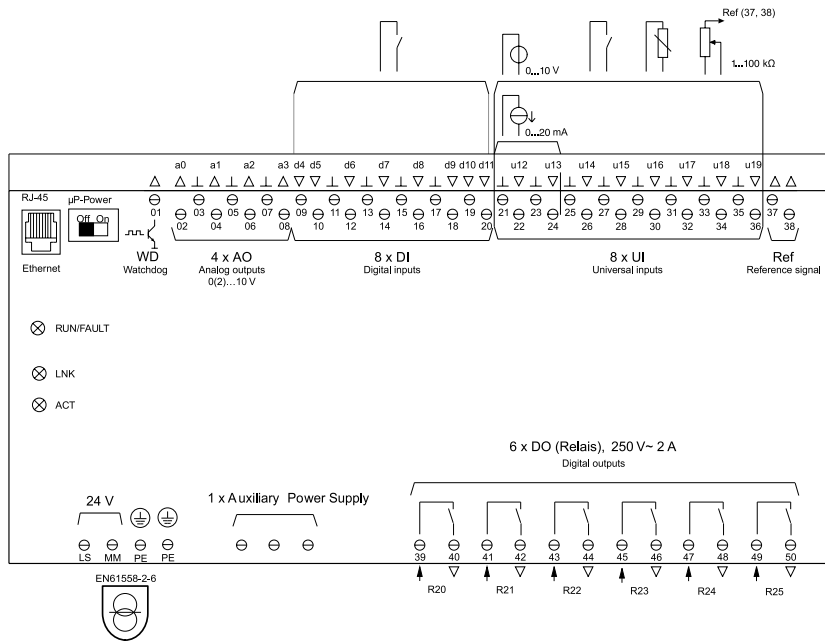 Ref (37, 38)
0...10 V
1...100 kΩ
0...20 mA
a0 a1 a2 a3 d4 d5 d6 d7 d8 d9 d10 d11 u12 u13 u14 u15 u16 u17 u18 u19
RJ-45
µP-Power
Off On
01 03 05 07 09 11 13 15 17 19 21 23 25 27 29 31 33 35 37
02 04 06 08 10 12 14 16 18 20 22 24 26 28 30 32 34 36 38
Ethernet
WD
Watchdog
4 x AO
Analog outputs
0(2)...10 V
8 x DI
Digital inputs
8 x UI
Universal inputs
Ref
Reference signal
RUN/FAULT
LNK
ACT
6 x DO (Relais), 250 V~ 2 A
Digital outputs
24 V
1 x Auxiliary Power Supply
LS MM PE PE
39 40 41 42 43 44 45 46 47 48 49 50
EN61558-2-6
R20 R21 R22 R23 R24 R25